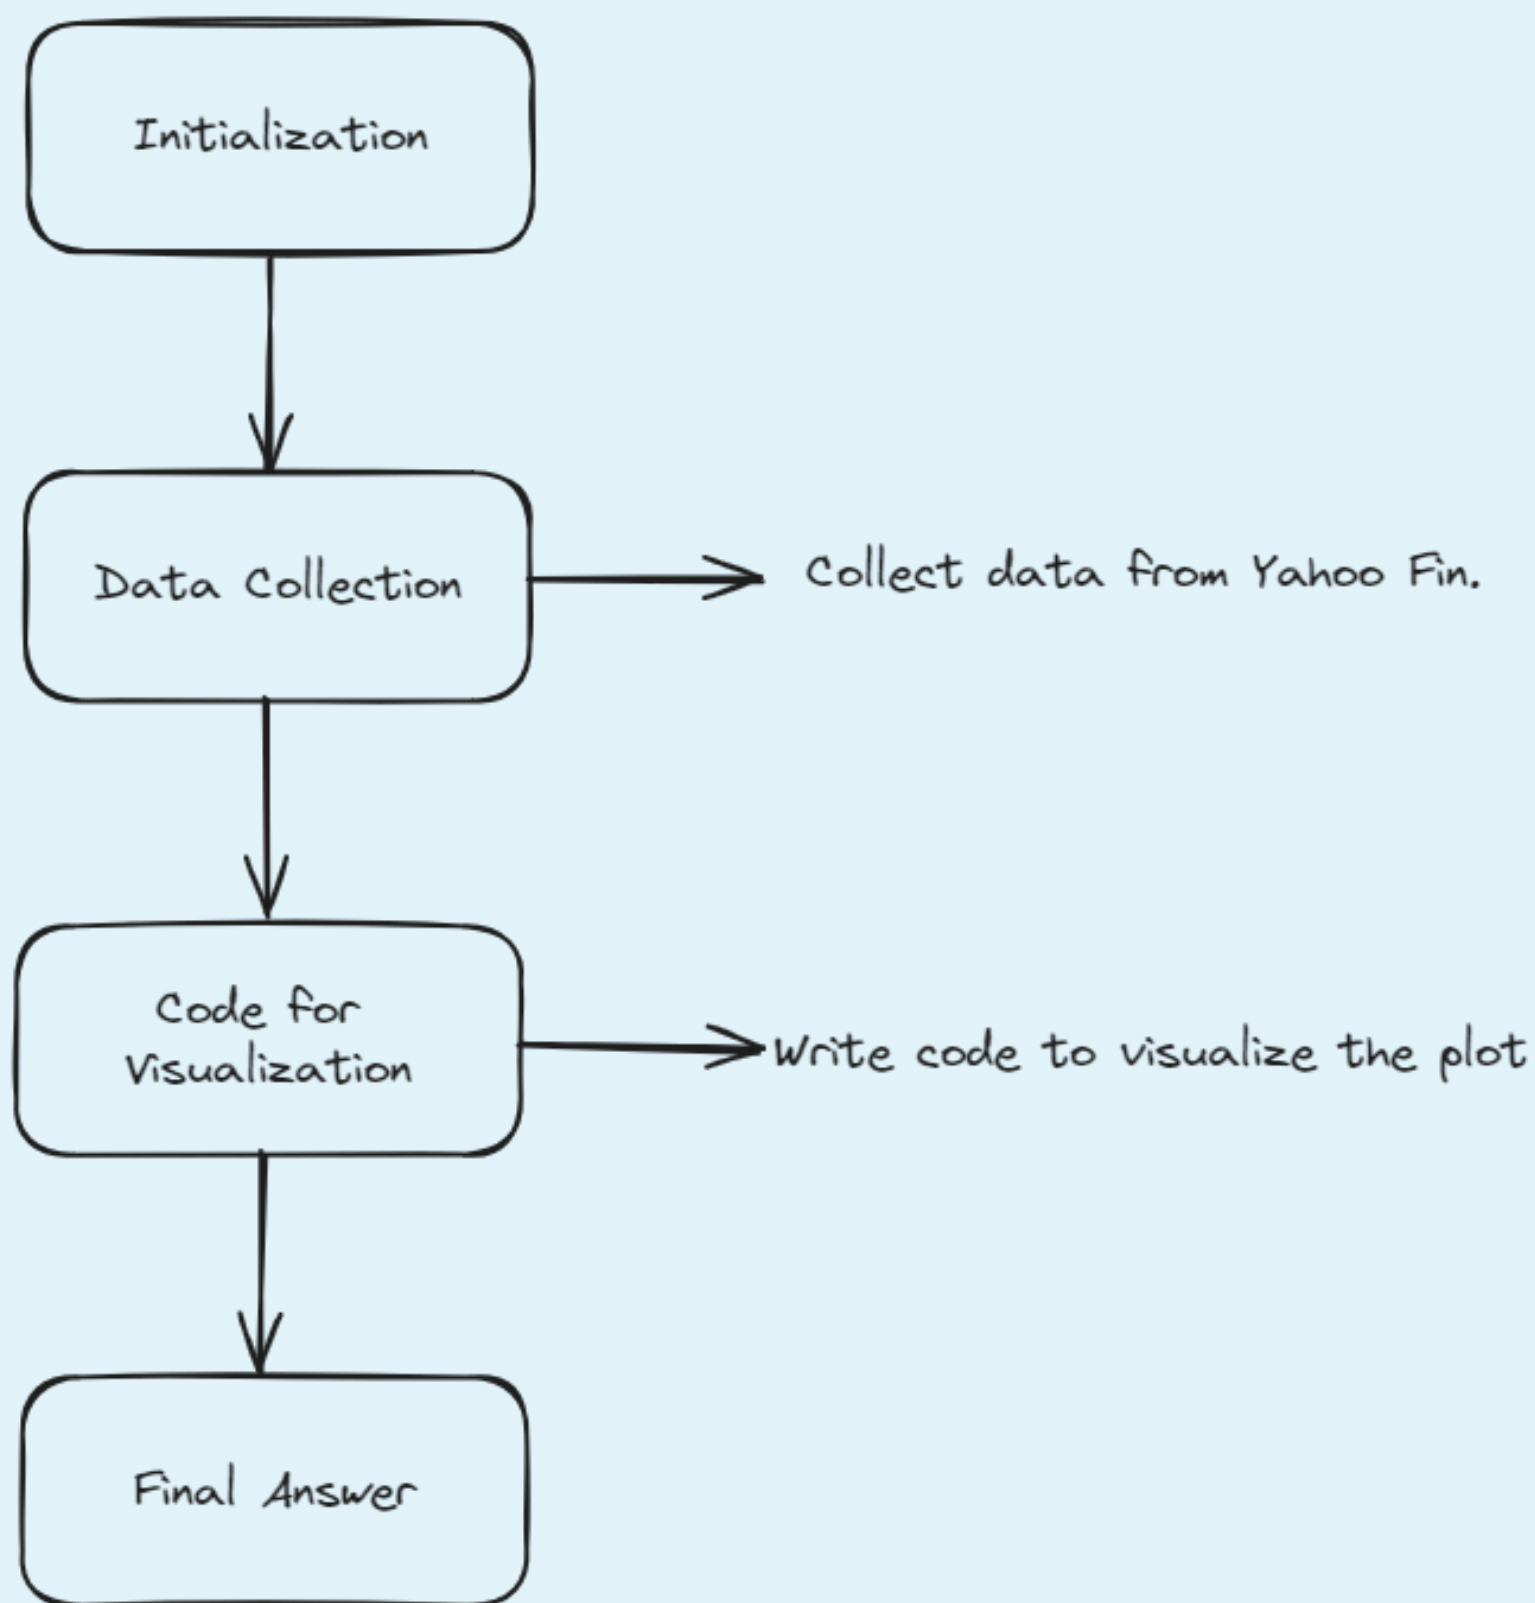 Initialization
Data Collection
Collect data from Yahoo Fin.
Code for
Visualization
Write code to visualize the plot
Final Answer